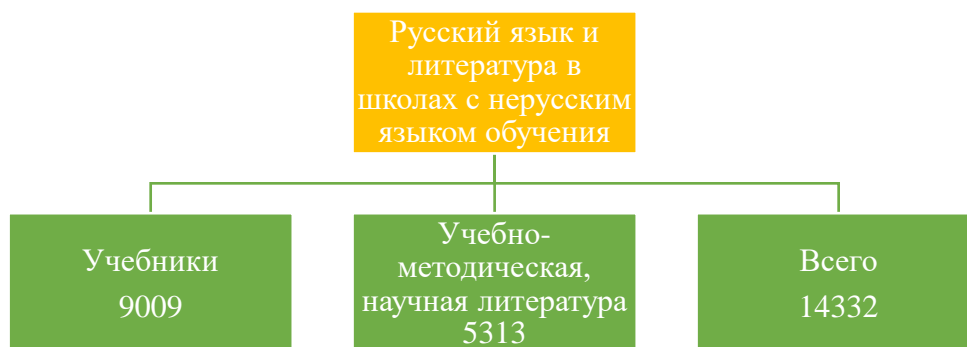 Русский язык и
литература в
школах с нерусским
языком обучения
Учебники
9009
Учебно-
методическая,
научная литература
5313
Всего
14332